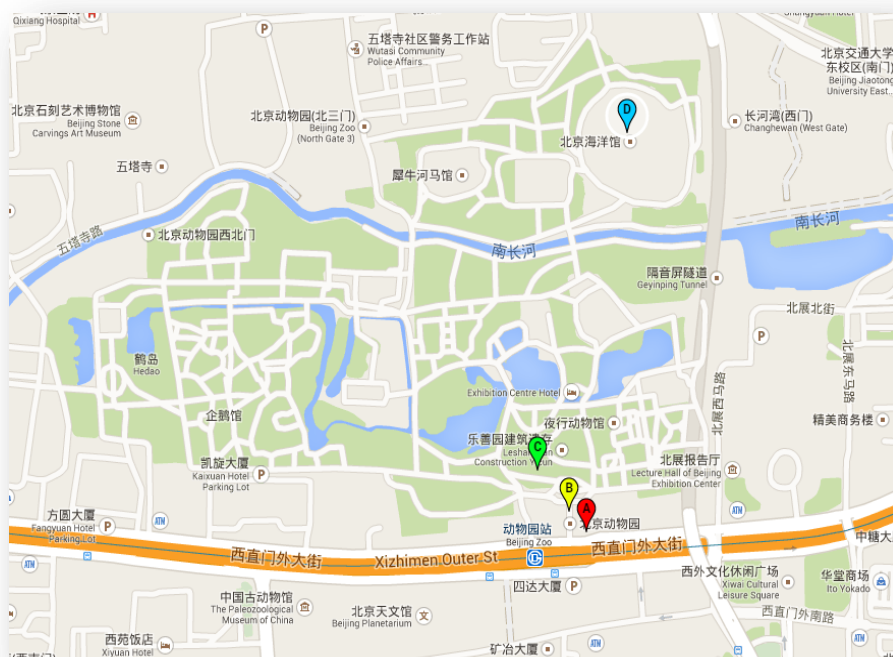 Qixiang Hospital
P
五塔寺社区警务工作站
Wutasi Community
Police Affairs...
北京交通大学
东校区(南门)
Beijing Jiaotong
University East...
北京石刻艺术博物馆
Beijing Stone
Carvings Art Museum
北京动物园(北三门)
Beijing Zoo
(North Gate 3)
D
北京海洋馆
长河湾(西门)
Changhewan (West Gate)
五塔寺
犀牛河马馆
五塔寺路
北京动物园西北门
南长河
南长河
隔音屏隧道
Geyinping Tunnel
北展北街
P
鹤岛
Hedao
企鹅馆
Exhibition Centre Hotel
北展西马路
北展东马路
夜行动物馆
精美商务楼
乐善园建筑遗存
C
Construction Yicun
凯旋大厦
Kaixuan Hotel
Parking Lot
P
北展报告厅
Lecture Hall of Beijing
Exhibition Center
B
A
ATM
方圆大厦
Fangyuan Hotel
Parking Lot
P
ATM
动物园站
Beijing Zoo
北京动物园
西直门外大街
Xizhimen Outer St
西直门外大街
中糖大
ATM
四达大厦
P
西外文化休闲广场
Xiwai Cultural
Leisure Square
华堂商场
Ito Yokado
中国古动物馆
The Paleozoological
Museum of China
北京天文馆
Beijing Planetarium
文
西直门外南路
西苑饭店
Xiyuan Hotel
矿冶大厦
ATM
ATM